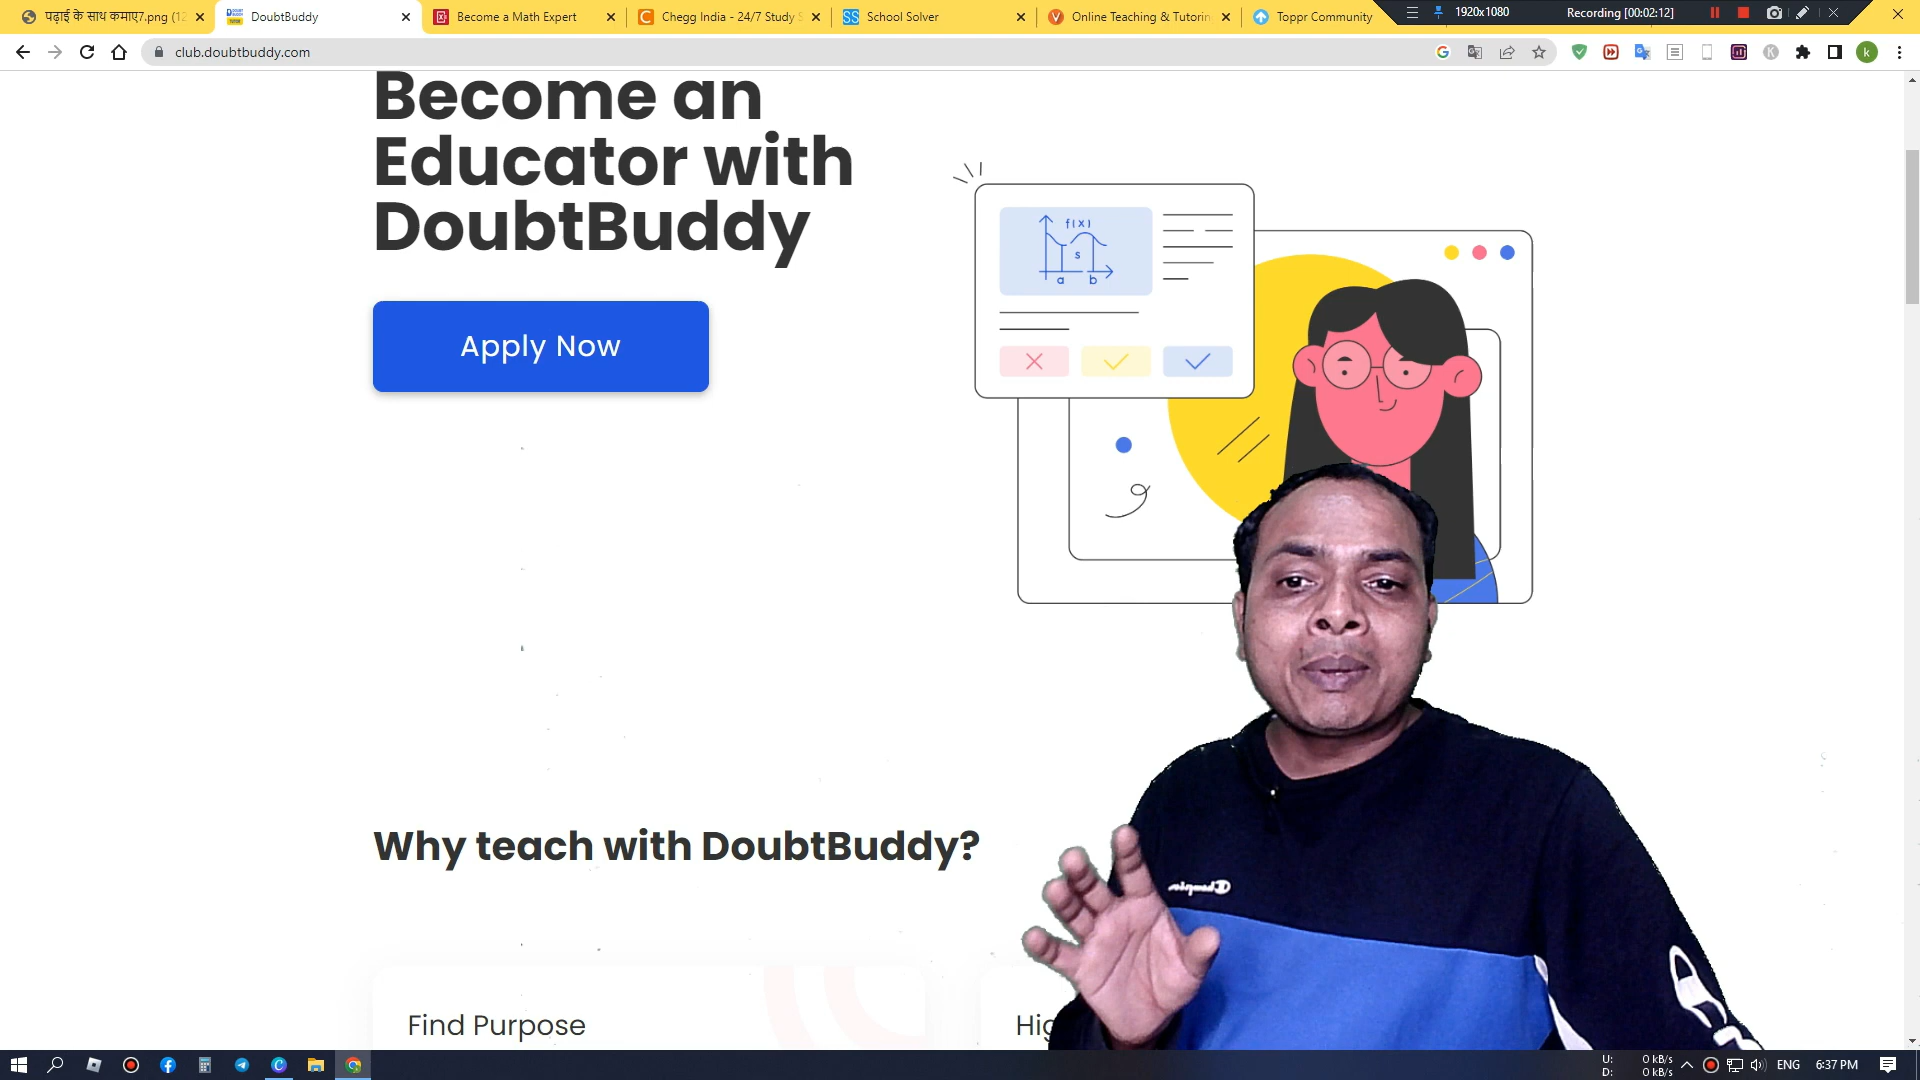 पढ़ाई के साथ कमाए7.png (12
DoubtBuddy
Become a Math Expert
Chegg India - 24/7 Study S
School Solver
Online Teaching & Tutorin
Toppr Community
1920x1080
Recording [00:02:12]
club.doubtbuddy.com
Become an
Educator with
DoubtBuddy
Apply Now
f(x)
s
a b
Why teach with DoubtBuddy?
Find Purpose
Hig
Champion
U: 0 kB/s
D: 0 kB/s
ENG
6:37 PM